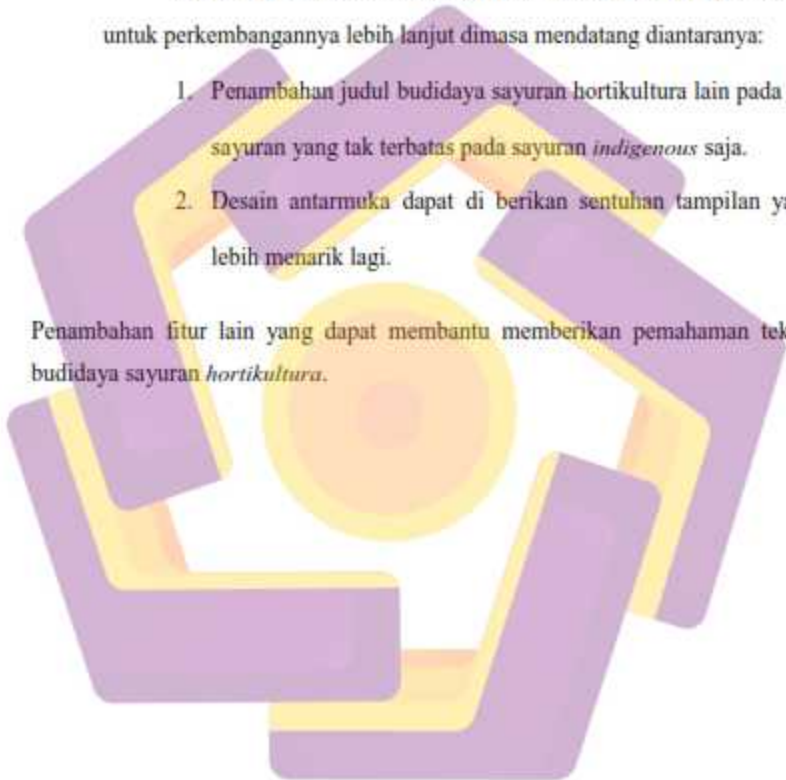 untuk perkembangannya lebih lanjut dimasa mendatang diantaranya:
1. Penambahan judul budidaya sayuran hortikultura lain pada
sayuran yang tak terbatas pada sayuran indigenous saja.
2. Desain antarmuka dapat di berikan sentuhan tampilan
lebih menarik lagi.
Penambahan fitur lain yang dapat membantu memberikan pemahaman
budidaya sayuran hortikultura.